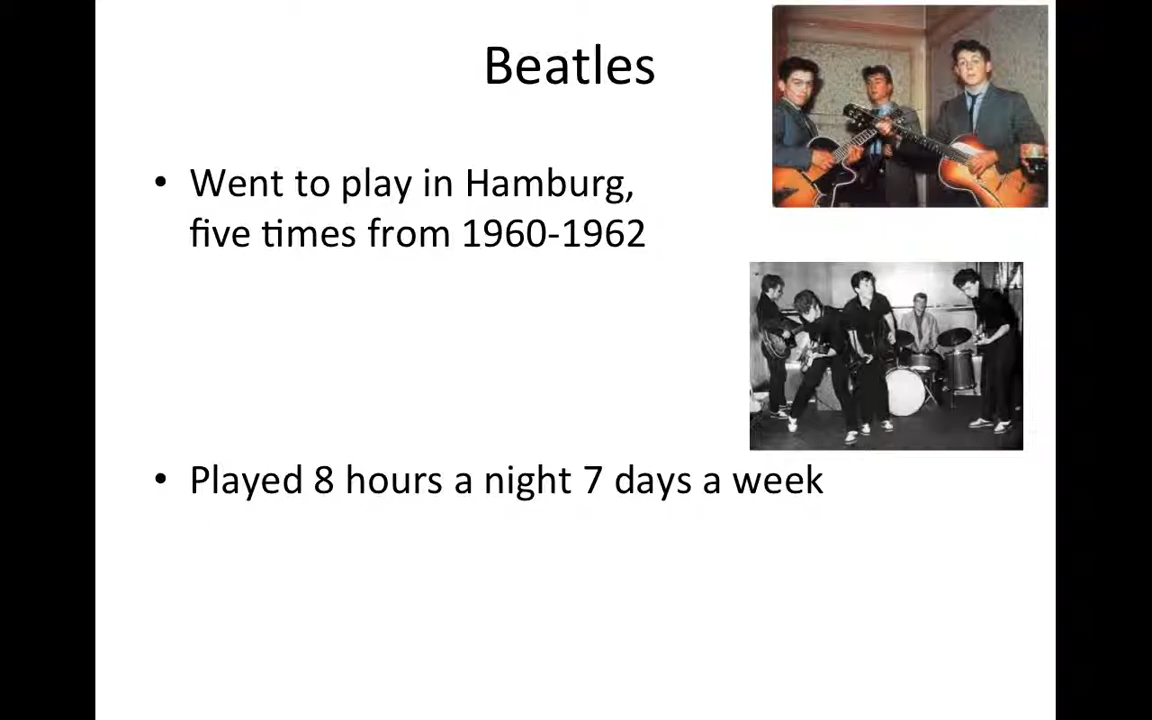 Beatles
• Went to play in Hamburg,
five times from 1960-1962
• Played 8 hours a night 7 days a week